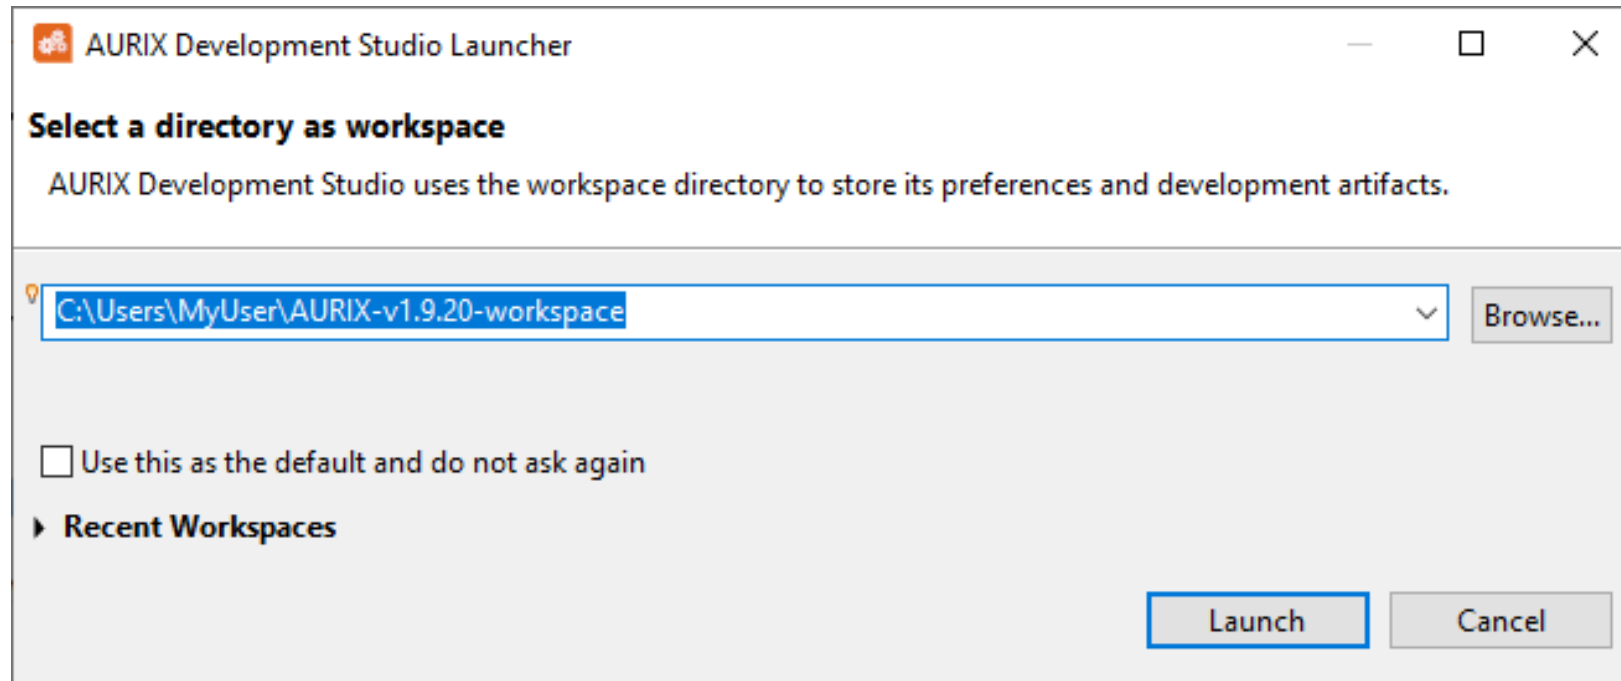 AURIX Development Studio Launcher
Select a directory as workspace
AURIX Development Studio uses the workspace directory to store its preferences and development artifacts.
C:\Users\MyUser\AURIX-v1.9.20-workspace
Browse...
Use this as the default and do not ask again
Recent Workspaces
Launch
Cancel